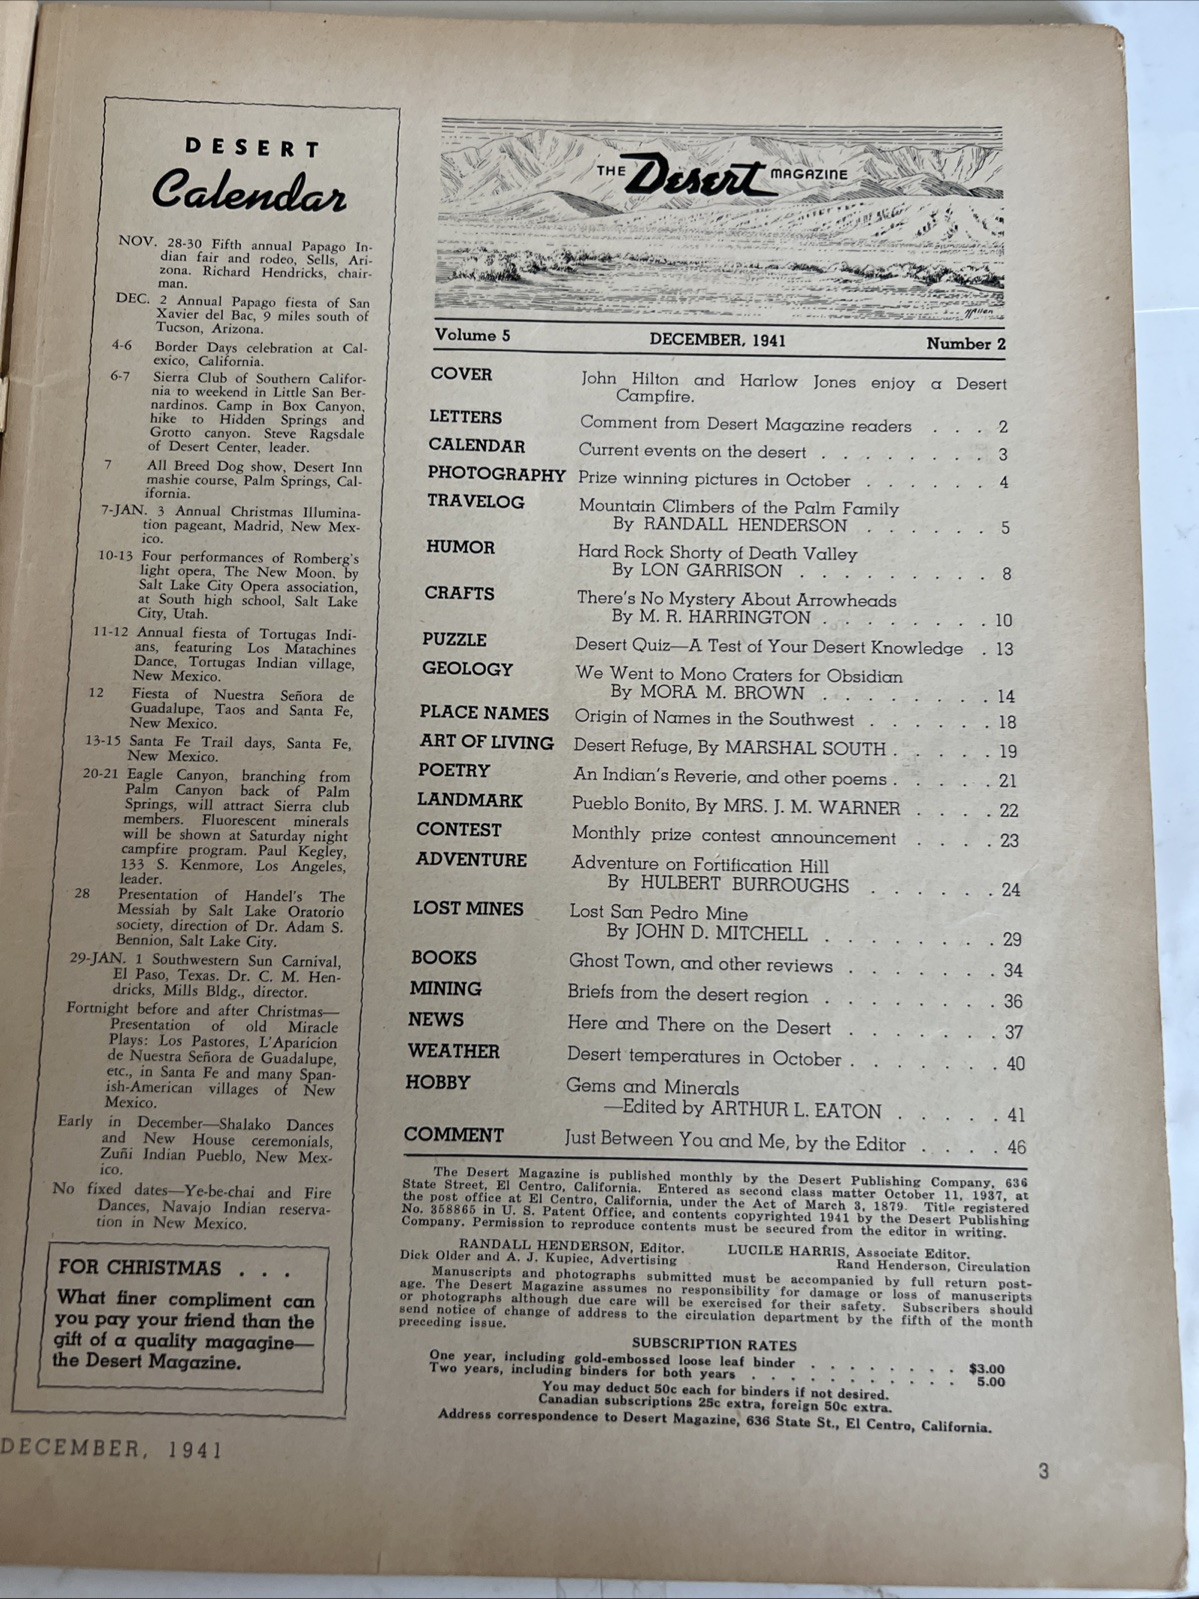 DESERT
Calendar
NOV. 28-30 Fifth annual Papago In-
dian fair and rodeo, Sells, Ari-
zona. Richard Hendricks, chair-
man.
DEC. 2 Annual Papago fiesta of San
Xavier del Bac, 9 miles south of
Tucson, Arizona.
4-6 Border Days celebration at Cal-
exico, California.
6-7 Sierra Club of Southern Califor-
nia to weekend in Little San Ber-
nardinos. Camp in Box Canyon,
hike to Hidden Springs and
Grotto canyon. Steve Ragsdale
of Desert Center, leader.
7 All Breed Dog show, Desert Inn
mashie course, Palm Springs, Cal-
ifornia.
7-JAN. 3 Annual Christmas Illumina-
tion pageant, Madrid, New Mex-
ico.
10-13 Four performances of Romberg's
light opera, The New Moon, by
Salt Lake City Opera association,
at South high school, Salt Lake
City, Utah.
11-12 Annual fiesta of Tortugas Indi-
ans, featuring Los Matachines
Dance, Tortugas Indian village,
New Mexico.
12 Fiesta of Nuestra Señora de
Guadalupe, Taos and Santa Fe,
New Mexico.
13-15 Santa Fe Trail days, Santa Fe,
New Mexico.
20-21 Eagle Canyon, branching from
Palm Canyon back of Palm
Springs, will attract Sierra club
members. Fluorescent minerals
will be shown at Saturday night
campfire program. Paul Kegley,
133 S. Kenmore, Los Angeles,
leader.
28 Presentation of Handel's The
Messiah by Salt Lake Oratorio
society, direction of Dr. Adam S.
Bennion, Salt Lake City.
29-JAN. 1 Southwestern Sun Carnival,
El Paso, Texas. Dr. C. M. Hen-
dricks, Mills Bldg., director.
Fortnight before and after Christmas—
Presentation of old Miracle
Plays: Los Pastores, L'Aparicion
de Nuestra Señora de Guadalupe,
etc., in Santa Fe and many Span-
ish-American villages of New
Mexico.
Early in December—Shalako Dances
and New House ceremonials,
Zuñi Indian Pueblo, New Mex-
ico.
No fixed dates—Ye-be-chai and Fire
Dances, Navajo Indian reserva-
tion in New Mexico.
FOR CHRISTMAS . . .
What finer compliment can
you pay your friend than the
gift of a quality magagine—
the Desert Magazine.
DECEMBER, 1941
THE Desert MAGAZINE
N Allen
Volume 5 DECEMBER, 1941 Number 2
COVER John Hilton and Harlow Jones enjoy a Desert
Campfire.
LETTERS Comment from Desert Magazine readers . . . 2
CALENDAR Current events on the desert . . . . . . . . 3
PHOTOGRAPHY Prize winning pictures in October . . . . . . 4
TRAVELOG Mountain Climbers of the Palm Family
By RANDALL HENDERSON . . . . . . 5
HUMOR Hard Rock Shorty of Death Valley
By LON GARRISON . . . . . . . . . 8
CRAFTS There's No Mystery About Arrowheads
By M. R. HARRINGTON . . . . . . . . 10
PUZZLE Desert Quiz—A Test of Your Desert Knowledge . 13
GEOLOGY We Went to Mono Craters for Obsidian
By MORA M. BROWN . . . . . . . . 14
PLACE NAMES Origin of Names in the Southwest . . . . . . 18
ART OF LIVING Desert Refuge, By MARSHAL SOUTH . . . . . 19
POETRY An Indian's Reverie, and other poems . . . . . 21
LANDMARK Pueblo Bonito, By MRS. J. M. WARNER . . . . 22
CONTEST Monthly prize contest announcement . . . . 23
ADVENTURE Adventure on Fortification Hill
By HULBERT BURROUGHS . . . . . . 24
LOST MINES Lost San Pedro Mine
By JOHN D. MITCHELL . . . . . . . . 29
BOOKS Ghost Town, and other reviews . . . . . . . 34
MINING Briefs from the desert region . . . . . . . . 36
NEWS Here and There on the Desert . . . . . . . 37
WEATHER Desert temperatures in October . . . . . . . 40
HOBBY Gems and Minerals
—Edited by ARTHUR L. EATON . . . . . 41
COMMENT Just Between You and Me, by the Editor . . . . 46
The Desert Magazine is published monthly by the Desert Publishing Company, 636
State Street, El Centro, California. Entered as second class matter October 11, 1937, at
the post office at El Centro, California, under the Act of March 3, 1879. Title registered
No. 358865 in U. S. Patent Office, and contents copyrighted 1941 by the Desert Publishing
Company. Permission to reproduce contents must be secured from the editor in writing.
RANDALL HENDERSON, Editor. LUCILE HARRIS, Associate Editor.
Dick Older and A. J. Kupiec, Advertising Rand Henderson, Circulation
Manuscripts and photographs submitted must be accompanied by full return post-
age. The Desert Magazine assumes no responsibility for damage or loss of manuscripts
or photographs although due care will be exercised for their safety. Subscribers should
send notice of change of address to the circulation department by the fifth of the month
preceding issue.
SUBSCRIPTION RATES
One year, including gold-embossed loose leaf binder . . . . . . . . $3.00
Two years, including binders for both years . . . . . . . . . . . 5.00
You may deduct 50c each for binders if not desired.
Canadian subscriptions 25c extra, foreign 50c extra.
Address correspondence to Desert Magazine, 636 State St., El Centro, California.
3